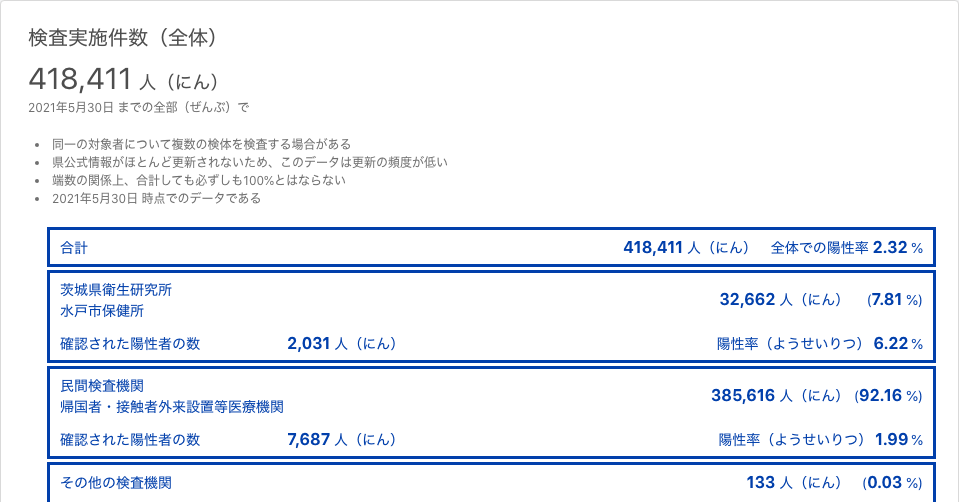 検査実施件数（全体）
418,411 人（にん）
2021年5月30日 までの全部（ぜんぶ）で
• 同一の対象者について複数の検体を検査する場合がある
• 県公式情報がほとんど更新されないため、このデータは更新の頻度が低い
• 端数の関係上、合計しても必ずしも100%とはならない
• 2021年5月30日 時点でのデータである
合計 418,411 人（にん） 全体での陽性率 2.32 %
茨城県衛生研究所
水戸市保健所
32,662 人（にん） (7.81 %)
確認された陽性者の数 2,031 人（にん） 陽性率（ようせいりつ） 6.22 %
民間検査機関
帰国者・接触者外来設置等医療機関
385,616 人（にん） (92.16 %)
確認された陽性者の数 7,687 人（にん） 陽性率（ようせいりつ） 1.99 %
その他の検査機関 133 人（にん） (0.03 %)